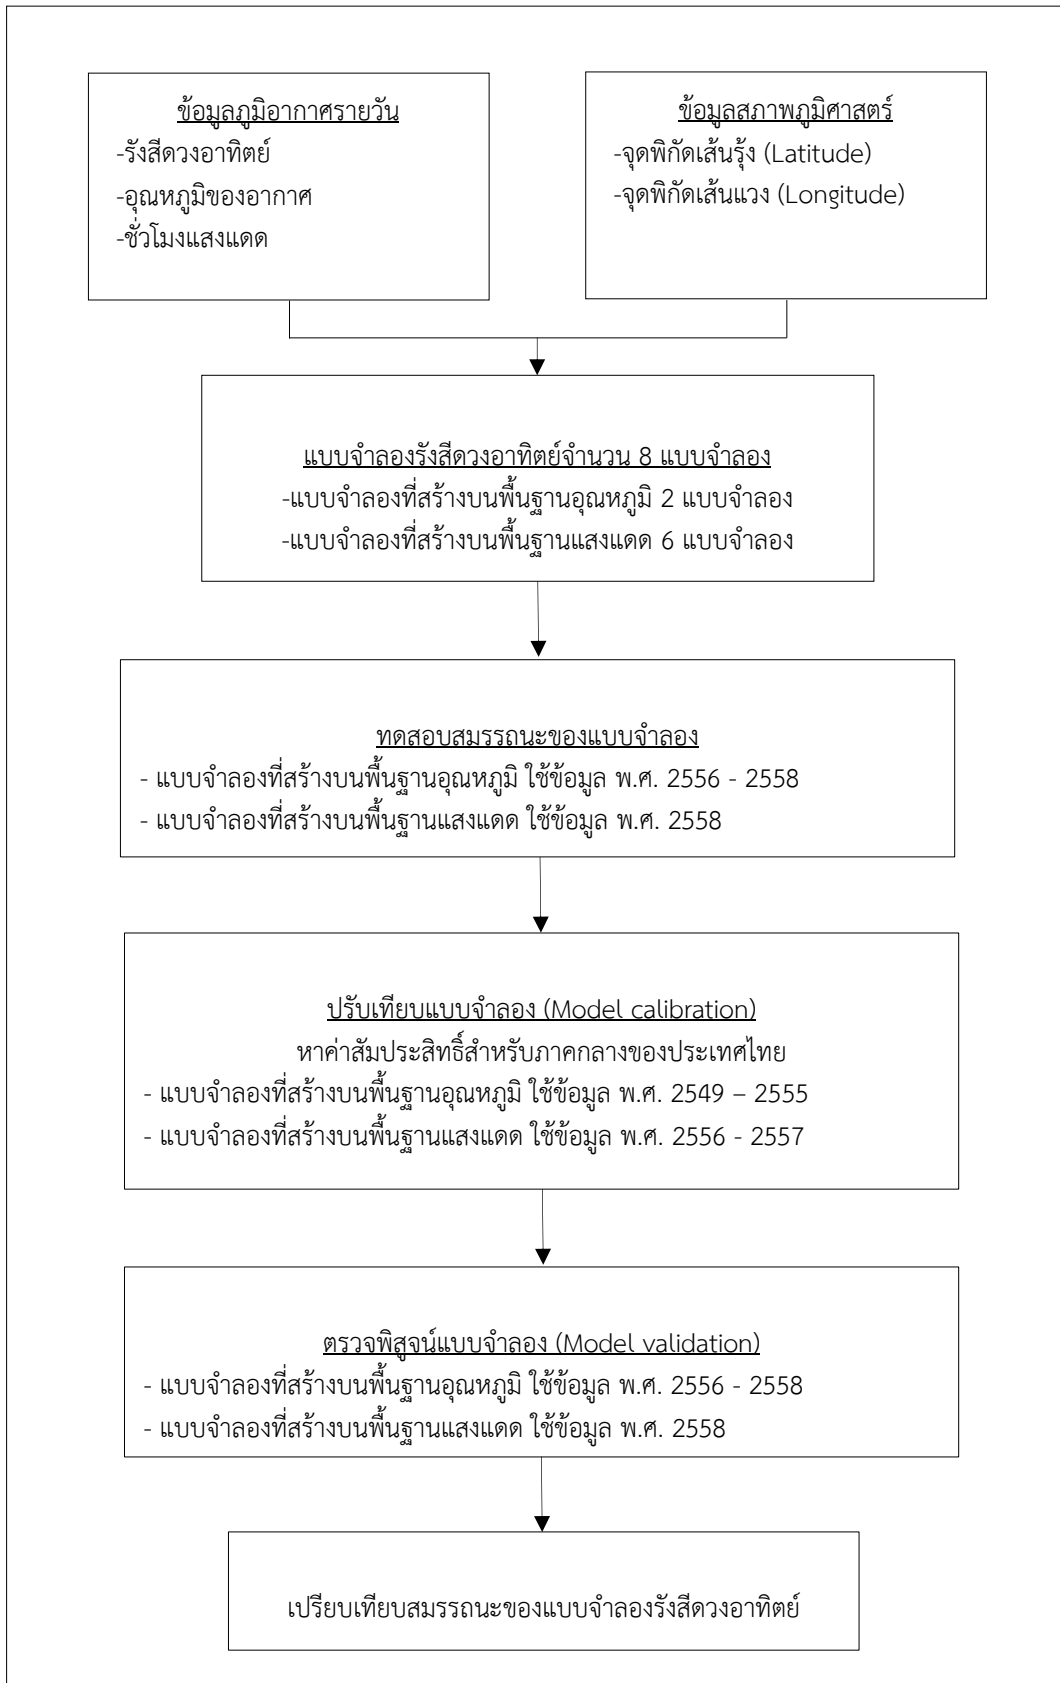 ข้อมูลภูมิอากาศรายวัน
-รังสีดวงอาทิตย์
-อุณหภูมิของอากาศ
-ชั่วโมงแสงแดด
ข้อมูลสภาพภูมิศาสตร์
-จุดพิกัดเส้นรุ้ง (Latitude)
-จุดพิกัดเส้นแวง (Longitude)
แบบจำลองรังสีดวงอาทิตย์จำนวน 8 แบบจำลอง
-แบบจำลองที่สร้างบนพื้นฐานอุณหภูมิ 2 แบบจำลอง
-แบบจำลองที่สร้างบนพื้นฐานแสงแดด 6 แบบจำลอง
ทดสอบสมรรถนะของแบบจำลอง
- แบบจำลองที่สร้างบนพื้นฐานอุณหภูมิ ใช้ข้อมูล พ.ศ. 2556 - 2558
- แบบจำลองที่สร้างบนพื้นฐานแสงแดด ใช้ข้อมูล พ.ศ. 2558
ปรับเทียบแบบจำลอง (Model calibration)
หาค่าสัมประสิทธิ์สำหรับภาคกลางของประเทศไทย
- แบบจำลองที่สร้างบนพื้นฐานอุณหภูมิ ใช้ข้อมูล พ.ศ. 2549 – 2555
- แบบจำลองที่สร้างบนพื้นฐานแสงแดด ใช้ข้อมูล พ.ศ. 2556 - 2557
ตรวจพิสูจน์แบบจำลอง (Model validation)
- แบบจำลองที่สร้างบนพื้นฐานอุณหภูมิ ใช้ข้อมูล พ.ศ. 2556 - 2558
- แบบจำลองที่สร้างบนพื้นฐานแสงแดด ใช้ข้อมูล พ.ศ. 2558
เปรียบเทียบสมรรถนะของแบบจำลองรังสีดวงอาทิตย์